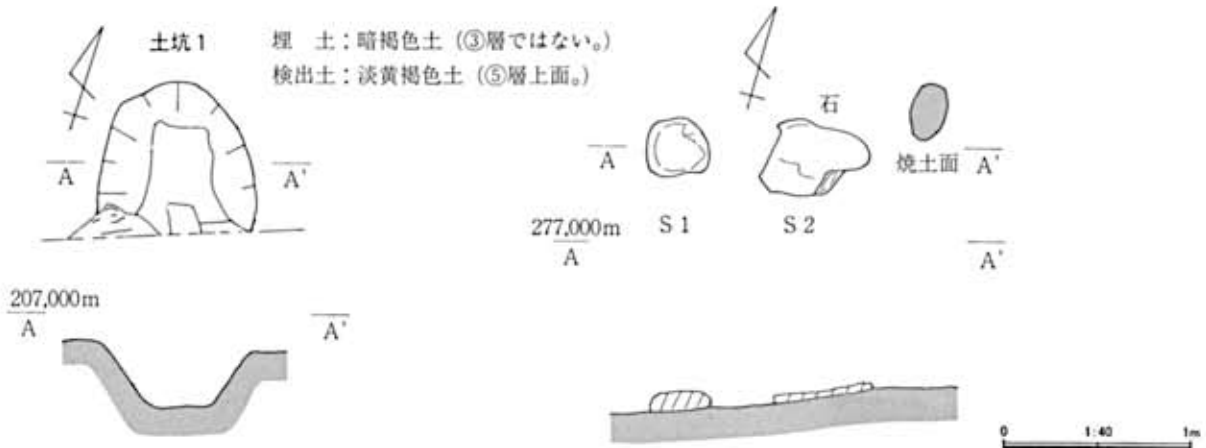 土坑1
埋 土：暗褐色土（③層ではない。）
検出土：淡黄褐色土（⑤層上面。）
A
A'
207,000m
A
A'
石
焼土面
A
A'
S1
S2
277,000m
A
A'
0 1:40 1m